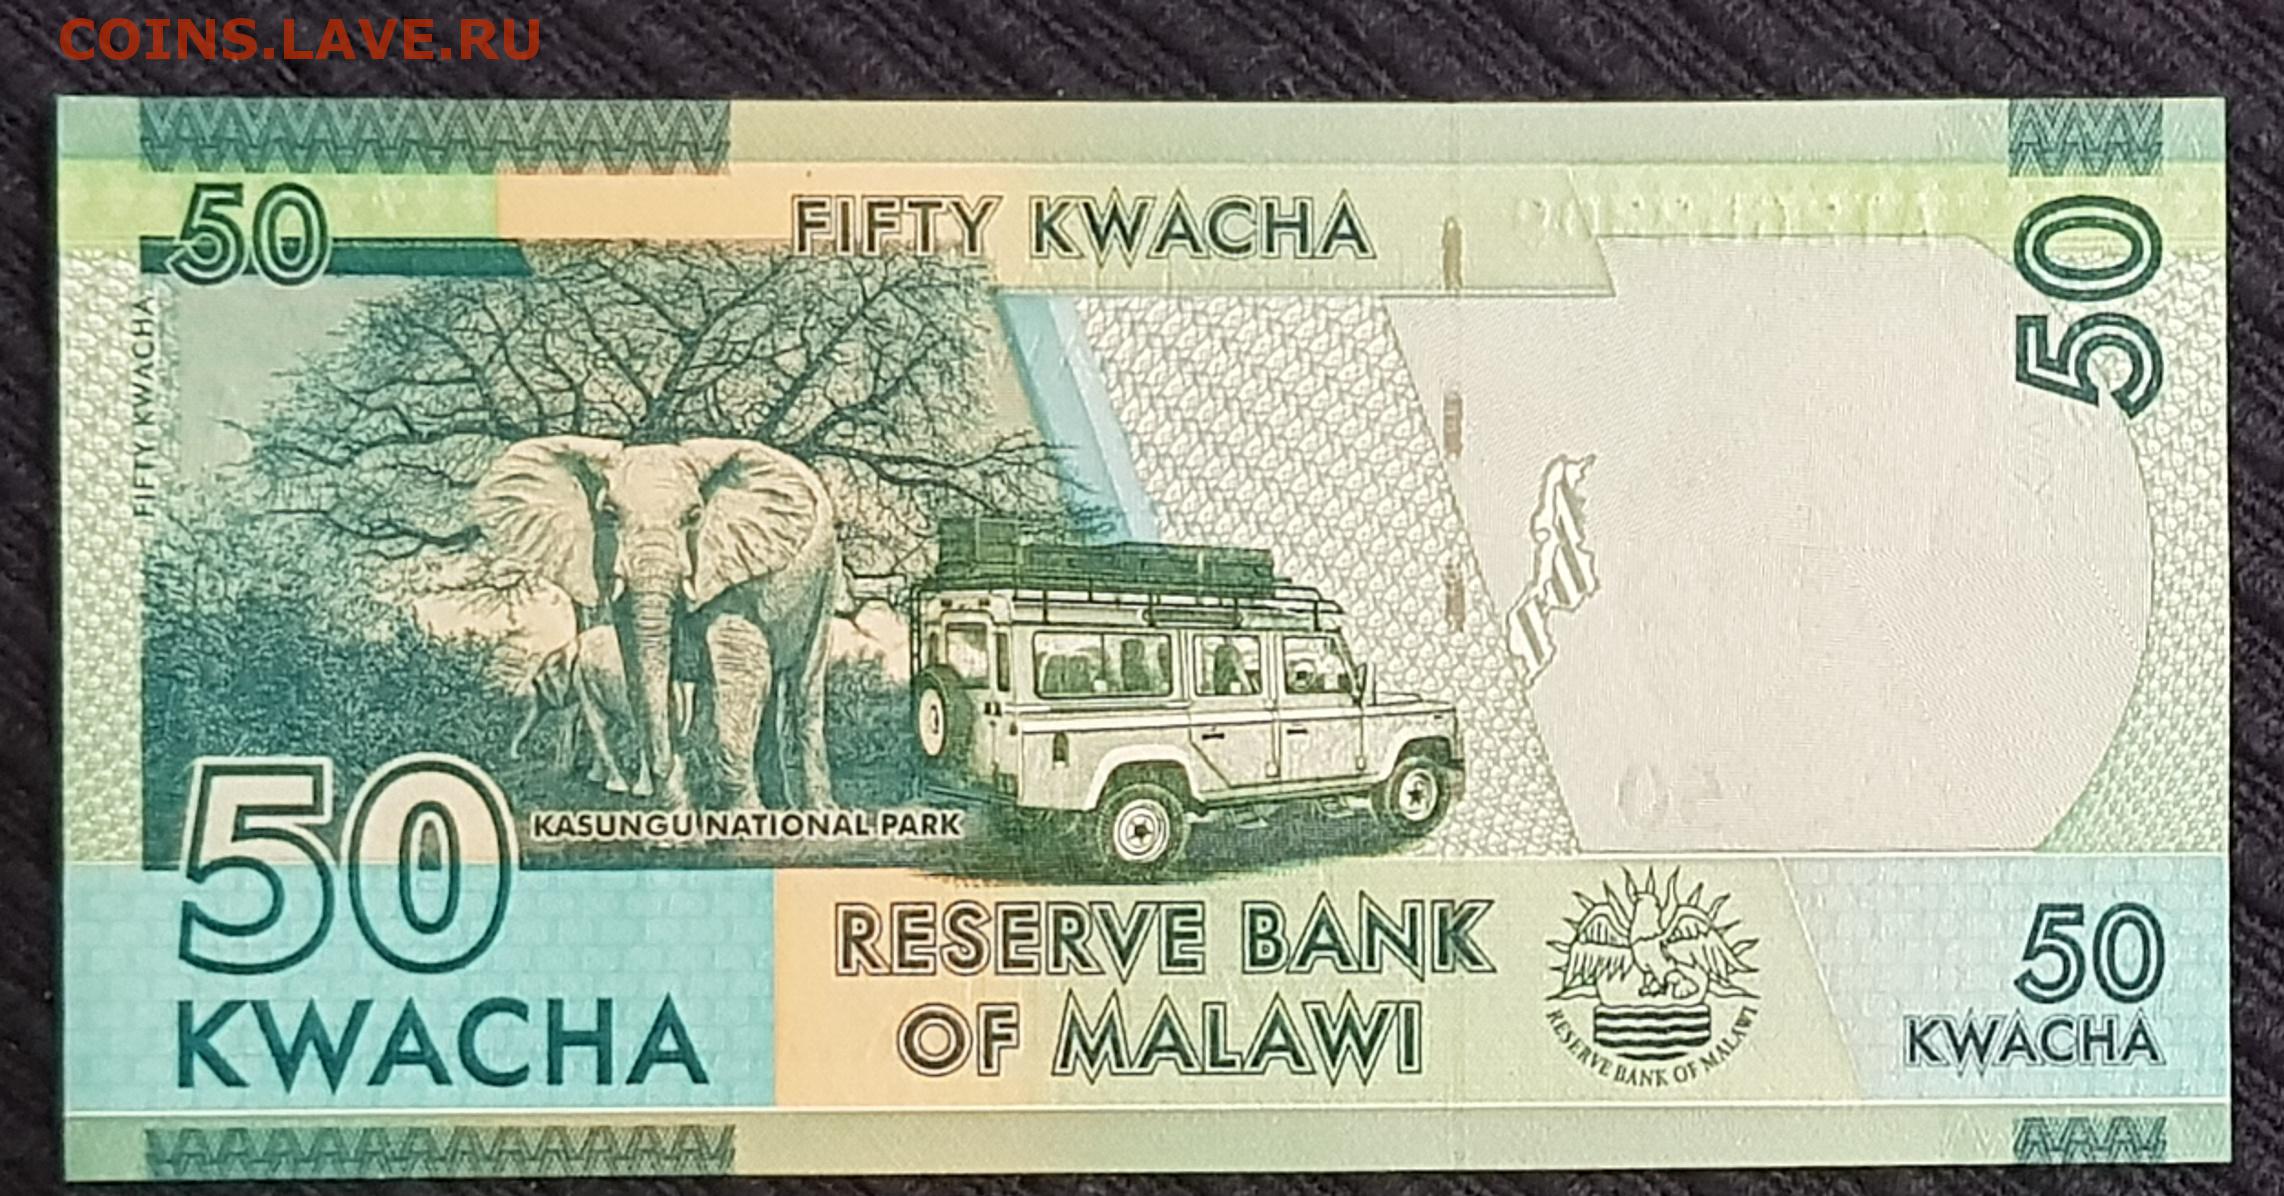 COINS.LAVE.RU
50
FIFTY KWACHA
50
FIFTY KWACHA
KASUNGU NATIONAL PARK
50
KWACHA
RESERVE BANK
OF MALAWI
RESERVE BANK OF MALAWI
50
KWACHA